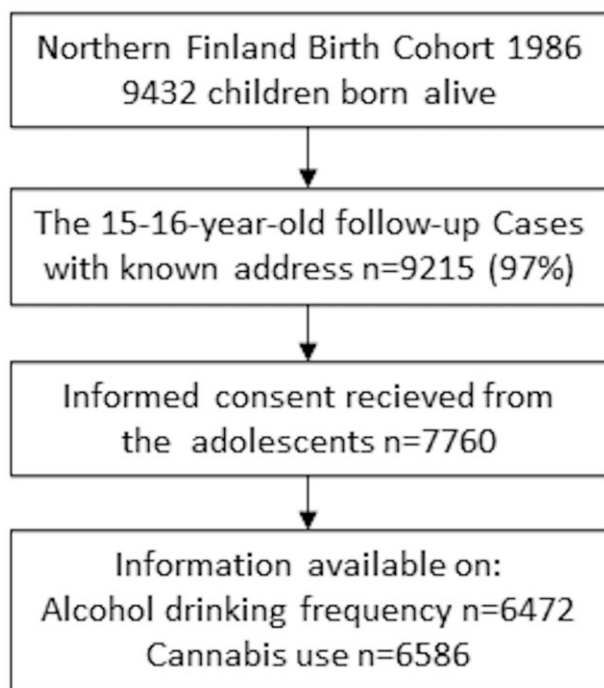 Northern Finland Birth Cohort 1986
9432 children born alive
The 15-16-year-old follow-up Cases
with known address n=9215 (97%)
Informed consent recieved from
the adolescents n=7760
Information available on:
Alcohol drinking frequency n=6472
Cannabis use n=6586